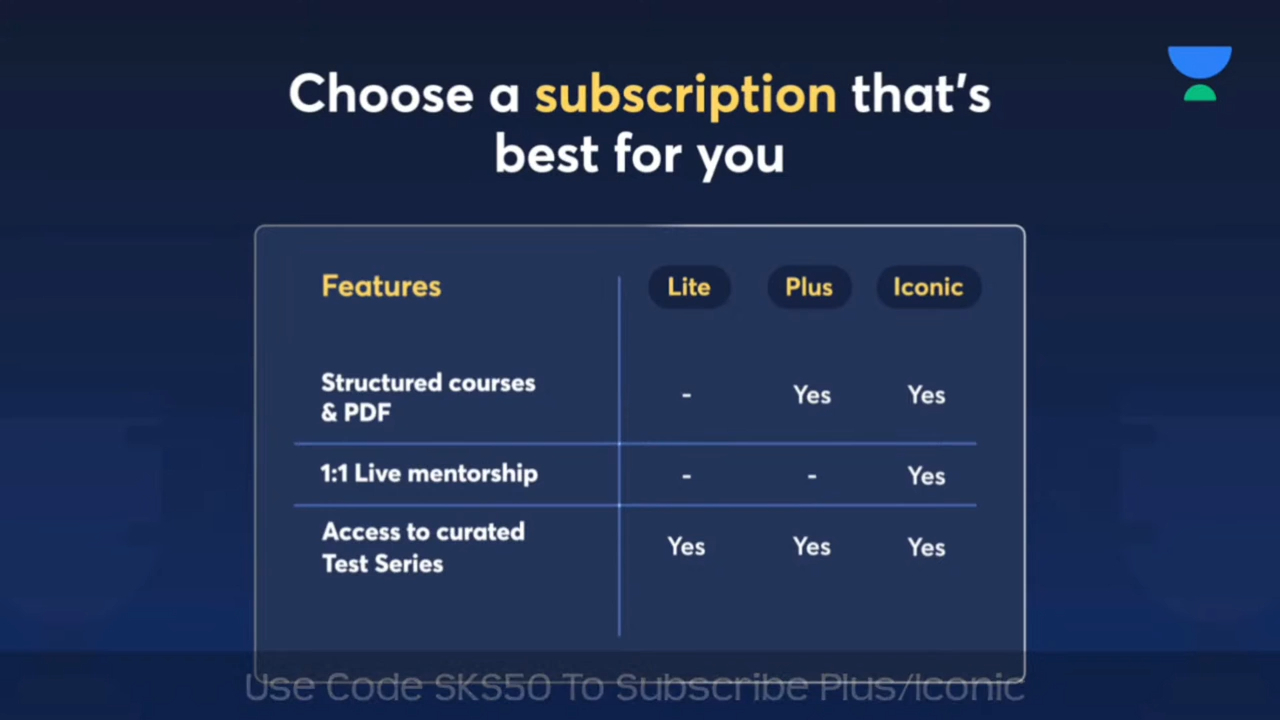 Choose a subscription that's
best for you
Features Lite Plus Iconic
Structured courses
& PDF - Yes Yes
1:1 Live mentorship - - Yes
Access to curated
Test Series Yes Yes Yes
Use Code SKS50 To Subscribe Plus/Iconic